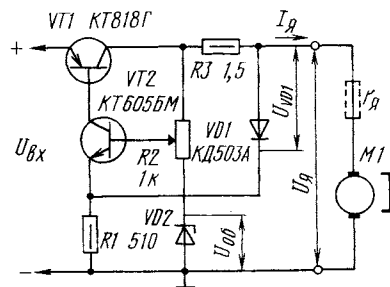 VT1 КТ818Г
Iя
+
R3 1,5
VT2
КТ605БМ
VD1
КД503А
UVD1
rя
Uвх
R2
1к
Uя
M1
VD2
R1 510
Uоб
-